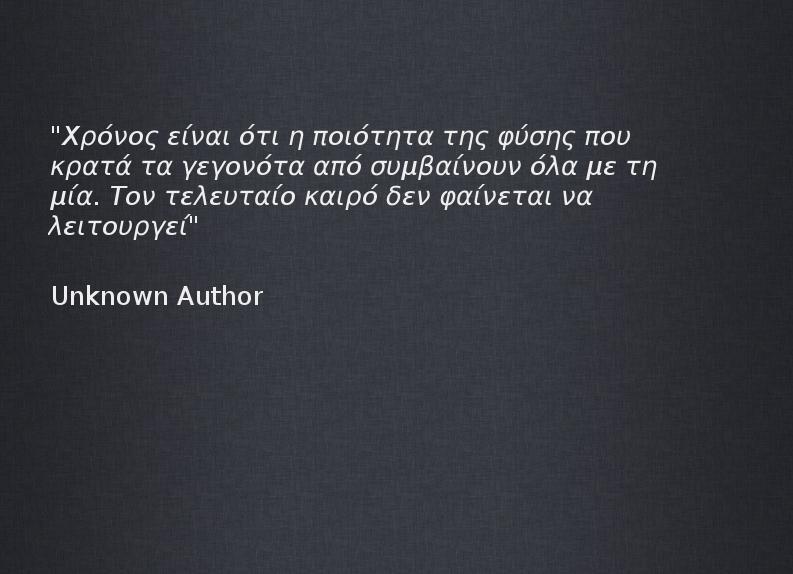 "Χρόνος είναι ότι η ποιότητα της φύσης που
κρατά τα γεγονότα από συμβαίνουν όλα με τη
μία. Τον τελευταίο καιρό δεν φαίνεται να
λειτουργεί"
Unknown Author